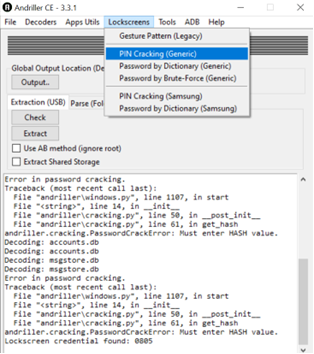 Andriller CE - 3.3.1
File Decoders Apps Utils Lockscreens Tools ADB Help
Gesture Pattern (Legacy)
PIN Cracking (Generic)
Password by Dictionary (Generic)
Password by Brute-Force (Generic)
PIN Cracking (Samsung)
Password by Dictionary (Samsung)
Global Output Location (De
Output..
Extraction (USB) Parse (Fol
Check
Extract
Use AB method (ignore root)
Extract Shared Storage
Error in password cracking.
Traceback (most recent call last):
File "andriller\windows.py", line 1107, in start
File "<string>", line 14, in __init__
File "andriller\cracking.py", line 50, in __post_init__
File "andriller\cracking.py", line 61, in get_hash
andriller.cracking.PasswordCrackError: Must enter HASH value.
Decoding: accounts.db
Decoding: accounts.db
Decoding: msgstore.db
Decoding: msgstore.db
Error in password cracking.
Traceback (most recent call last):
File "andriller\windows.py", line 1107, in start
File "<string>", line 14, in __init__
File "andriller\cracking.py", line 50, in __post_init__
File "andriller\cracking.py", line 61, in get_hash
andriller.cracking.PasswordCrackError: Must enter HASH value.
Lockscreen credential found: 0805